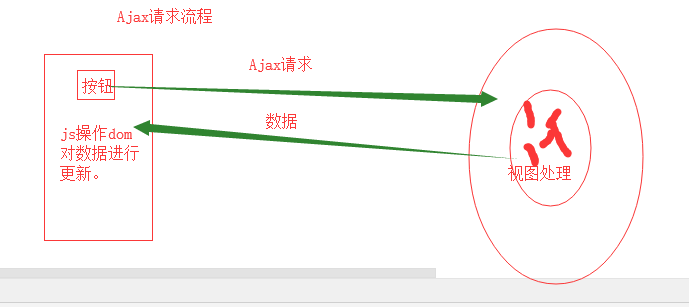 Ajax请求流程
Ajax请求
按钮
数据
js操作dom
对数据进行
更新。
视图处理